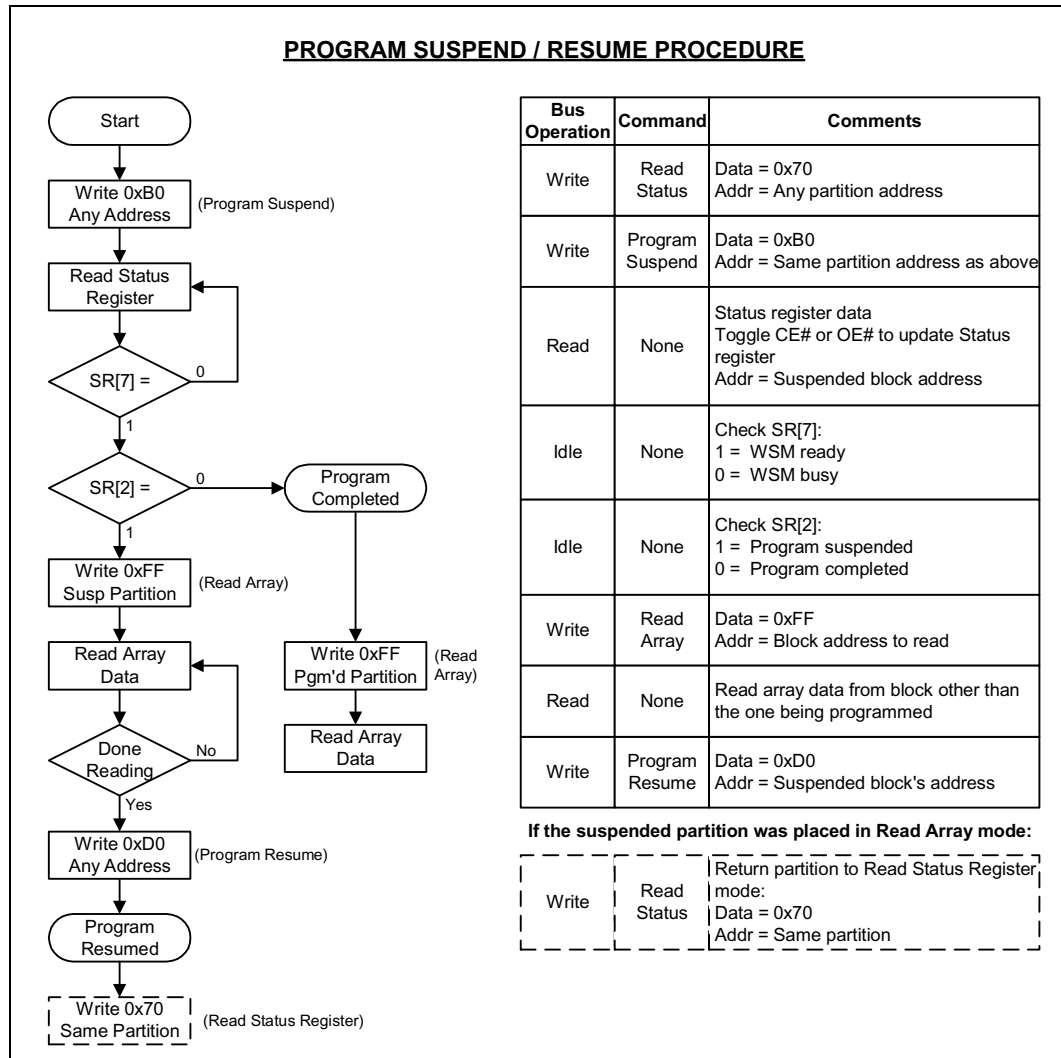 PROGRAM SUSPEND / RESUME PROCEDURE
Start
Write 0xB0
Any Address
(Program Suspend)
Read Status
Register
SR[7] =
0
1
SR[2] =
0
1
Program
Completed
Write 0xFF
Susp Partition
(Read Array)
Read Array
Data
Write 0xFF
Pgm'd Partition
(Read
Array)
Read Array
Data
Done
Reading
No
Yes
Write 0xD0
Any Address
(Program Resume)
Program
Resumed
Write 0x70
Same Partition
(Read Status Register)
Bus
Operation
Command
Comments
Write
Read
Status
Data = 0x70
Addr = Any partition address
Write
Program
Suspend
Data = 0xB0
Addr = Same partition address as above
Read
None
Status register data
Toggle CE# or OE# to update Status
register
Addr = Suspended block address
Idle
None
Check SR[7]:
1 = WSM ready
0 = WSM busy
Idle
None
Check SR[2]:
1 = Program suspended
0 = Program completed
Write
Read
Array
Data = 0xFF
Addr = Block address to read
Read
None
Read array data from block other than
the one being programmed
Write
Program
Resume
Data = 0xD0
Addr = Suspended block's address
If the suspended partition was placed in Read Array mode:
Write
Read
Status
Return partition to Read Status Register
mode:
Data = 0x70
Addr = Same partition